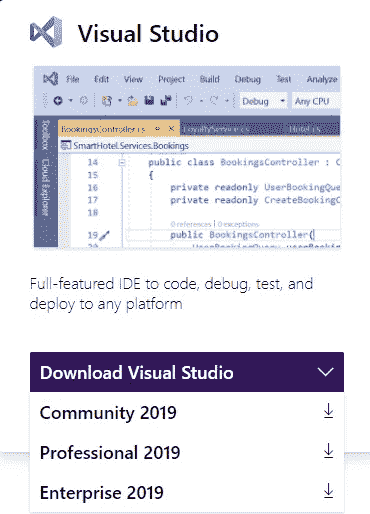 Visual Studio
File Edit View Project Build Debug Test Analyze
Debug Any CPU
Toolbox
Cloud Explorer
BookingsController.cs LoyaltyService.cs Hotel.cs
SmartHotel.Services.Bookings
14 public class BookingsController : C
15 {
16 private readonly UserBookingQue
17 private readonly CreateBookingC
18
0 references | 0 exceptions
19 public BookingsController(
Full-featured IDE to code, debug, test, and
deploy to any platform
Download Visual Studio
Community 2019
Professional 2019
Enterprise 2019